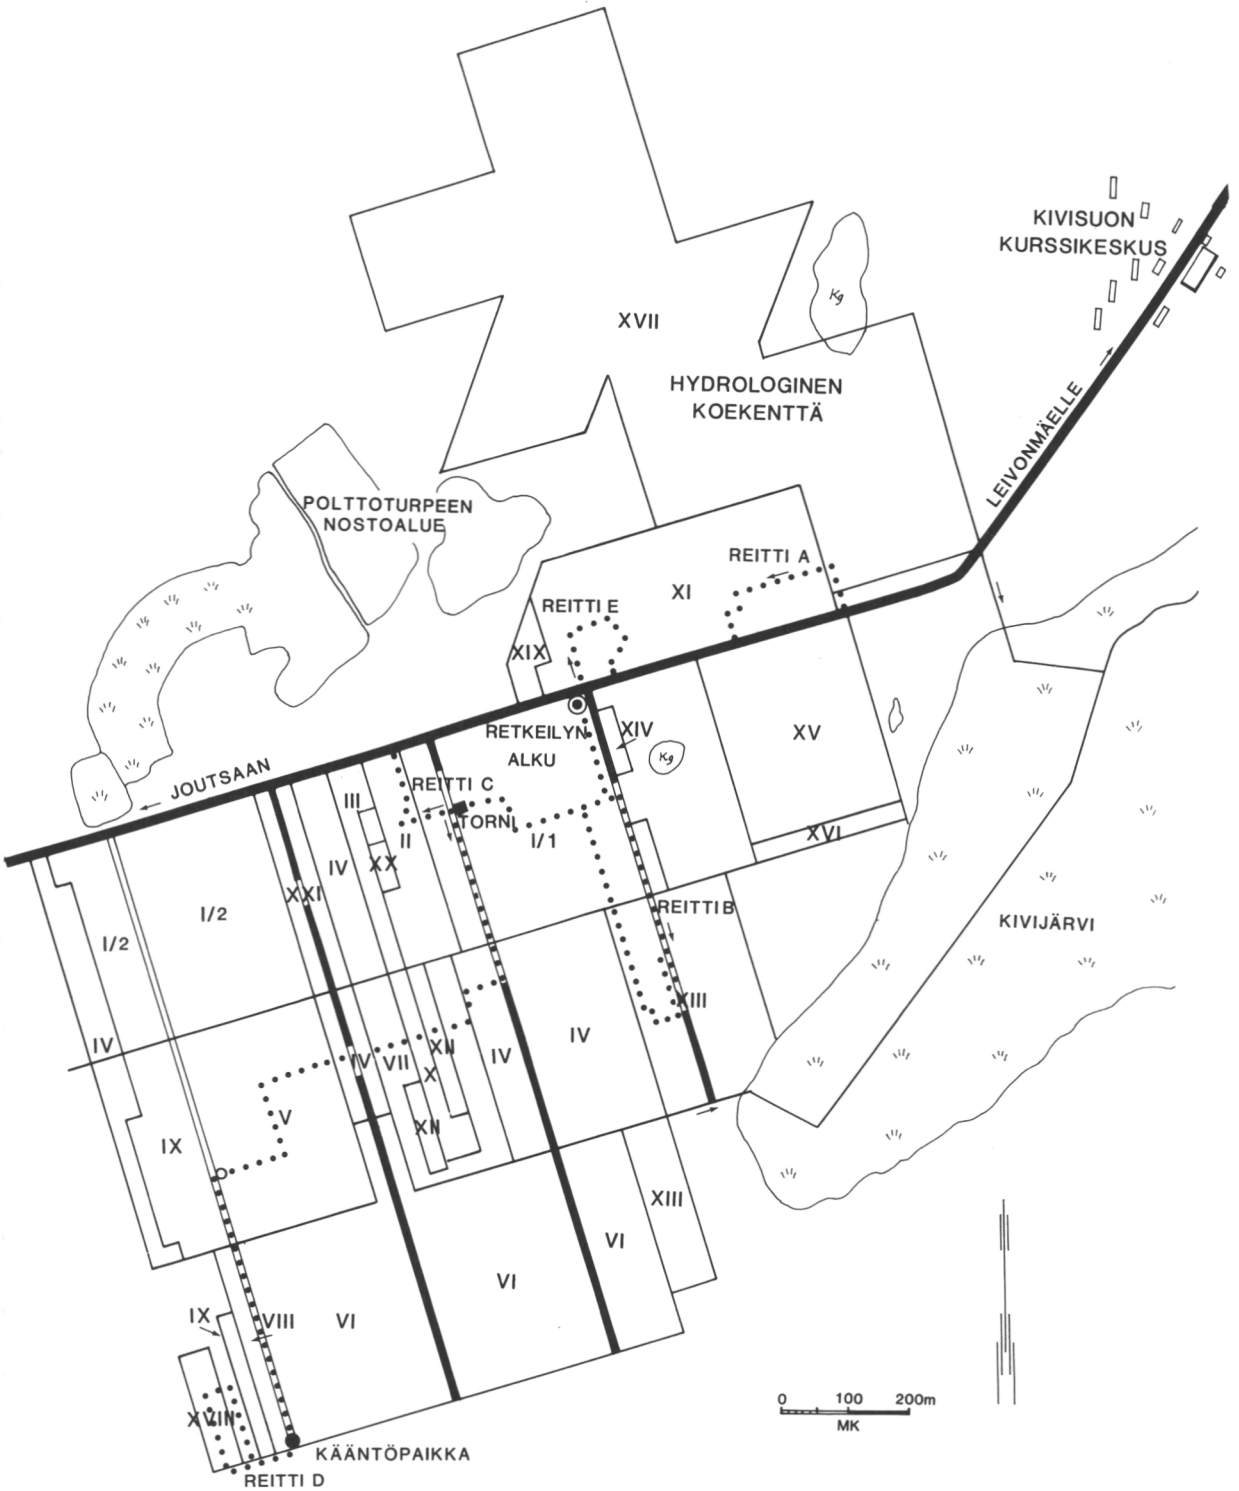 KIVISUON
KURSSIKESKUS
Kg
XVII
HYDROLOGINEN
KOEKENTTÄ
LEIVONMÄELLE
POLTTOTURPEEN
NOSTOALUE
REITTI A
XI
REITTI E
XIX
RETKEILYN
ALKU
XIV
Kg
XV
JOUTSAAN
REITTI C
III
TORNI
II
I/1
XVI
XX
IV
XXI
I/2
I/2
REITTI B
KIVIJÄRVI
XIII
IV
IV
IV
VII
XII
X
IV
V
XII
IX
XIII
VI
VI
IX
VIII
VI
XVIII
KÄÄNTÖPAIKKA
REITTI D
0 100 200m
MK